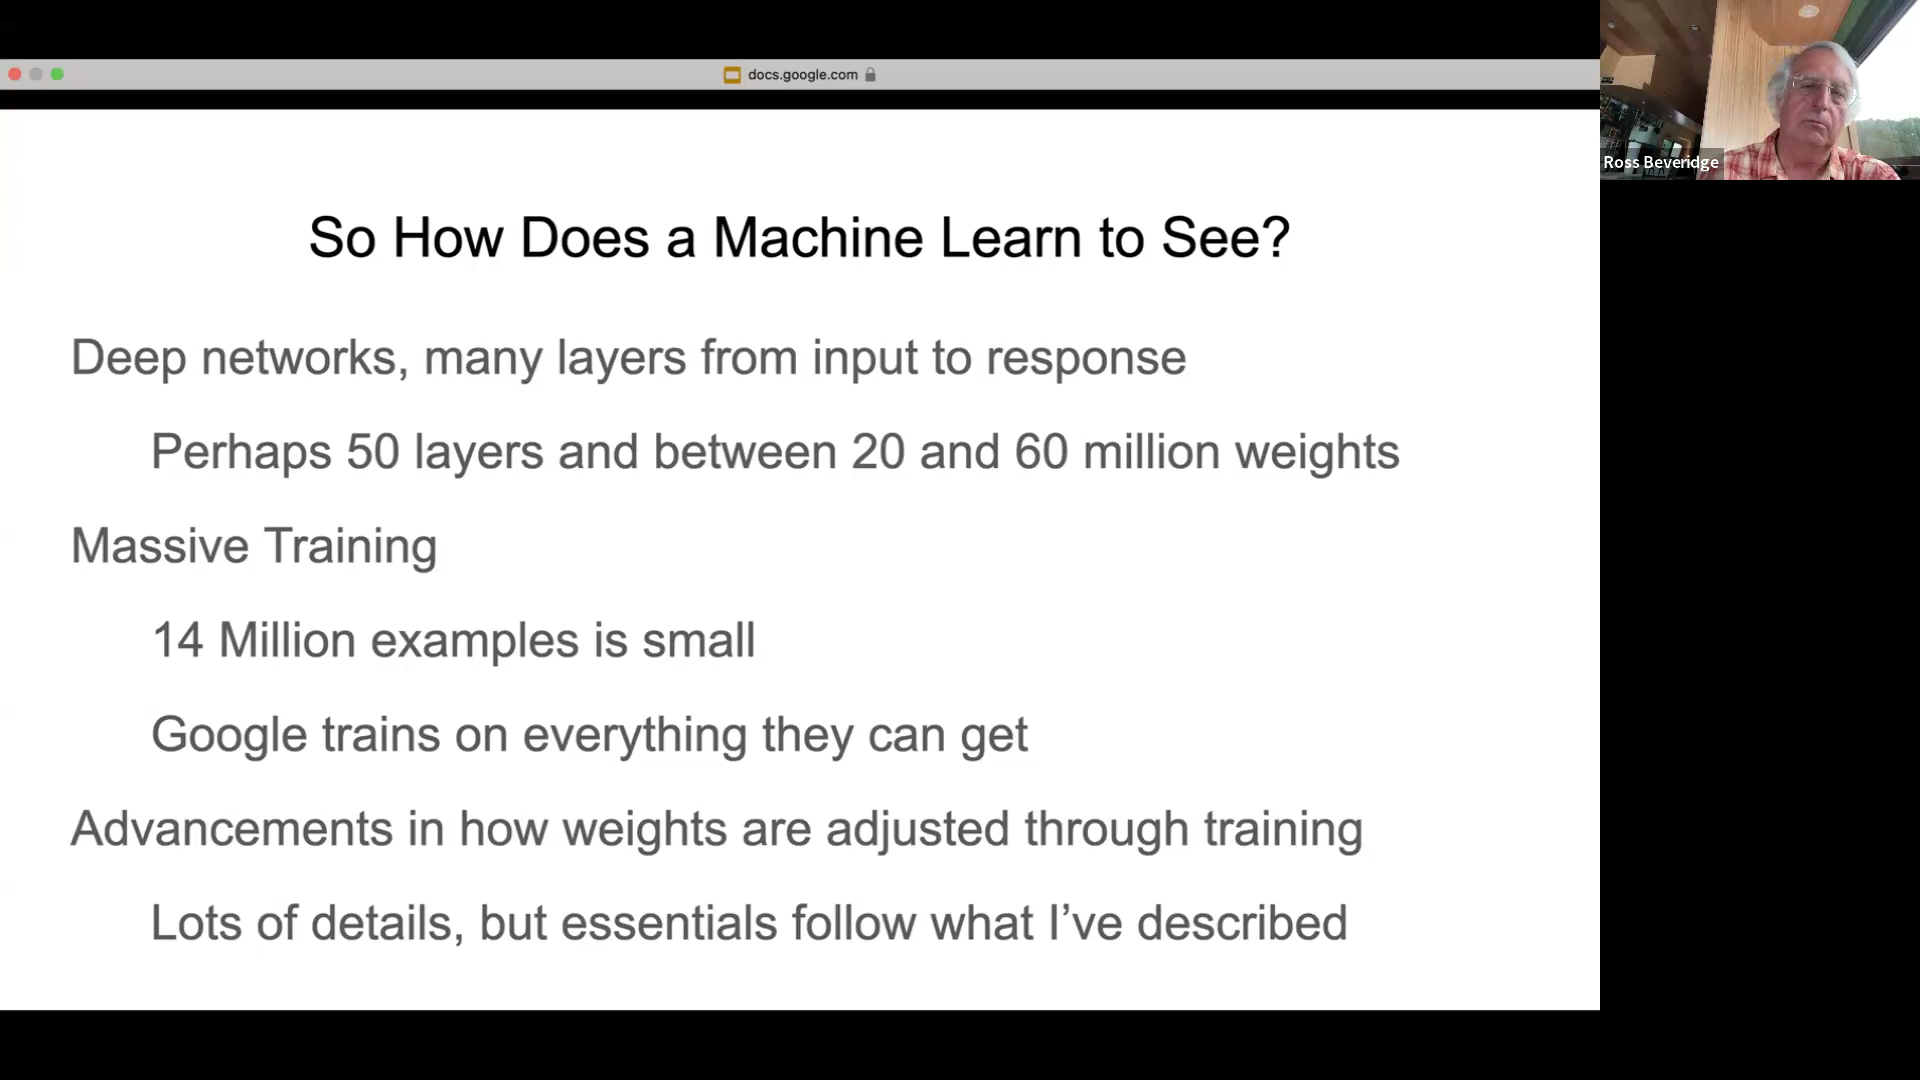 docs.google.com
Ross Beveridge
So How Does a Machine Learn to See?
Deep networks, many layers from input to response
Perhaps 50 layers and between 20 and 60 million weights
Massive Training
14 Million examples is small
Google trains on everything they can get
Advancements in how weights are adjusted through training
Lots of details, but essentials follow what I’ve described